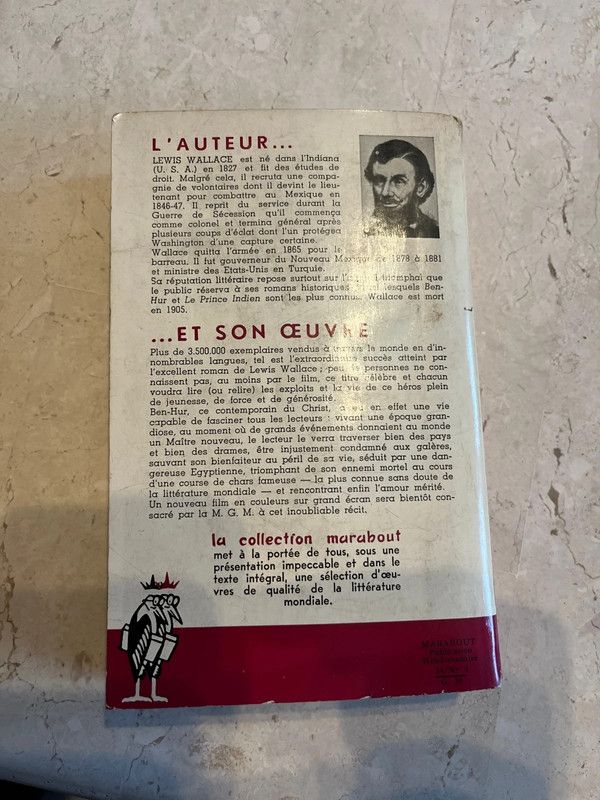 L'AUTEUR...
LEWIS WALLACE est né dans l'Indiana
(U. S. A.) en 1827 et fit des études de
droit. Malgré cela, il recruta une compa-
gnie de volontaires dont il devint le lieu-
tenant pour combattre au Mexique en
1846-47. Il reprit du service durant la
Guerre de Sécession qu'il commença
comme colonel et termina général après
plusieurs coups d'éclat dont l'un protégea
Washington d'une capture certaine.
Wallace quitta l'armée en 1865 pour le
barreau. Il fut gouverneur du Nouveau Mexique de 1878 à 1881
et ministre des Etats-Unis en Turquie.
Sa réputation littéraire repose surtout sur triomphal que
le public réserva à ses romans historiques lesquels Ben-
Hur et Le Prince Indien sont les plus connus. Wallace est mort
en 1905.
...ET SON ŒUVRE
Plus de 3.500.000 exemplaires vendus à travers le monde en d'in-
nombrables langues, tel est l'extraordinaire succès atteint par
l'excellent roman de Lewis Wallace ; peu de personnes ne con-
naissent pas, au moins par le film, ce titre célèbre et chacun
voudra lire (ou relire) les exploits et la vie de ce héros plein
de jeunesse, de force et de générosité.
Ben-Hur, ce contemporain du Christ, a eu en effet une vie
capable de fasciner tous les lecteurs : vivant une époque gran-
diose, au moment où de grands événements donnaient au monde
un Maître nouveau, le lecteur le verra traverser bien des pays
et bien des drames, être injustement condamné aux galères,
sauvant son bienfaiteur au péril de sa vie, séduit par une dan-
gereuse Egyptienne, triomphant de son ennemi mortel au cours
d'une course de chars fameuse — la plus connue sans doute de
la littérature mondiale — et rencontrant enfin l'amour mérité.
Un nouveau film en couleurs sur grand écran sera bientôt con-
sacré par la M. G. M. à cet inoubliable récit.
la collection marabout
met à la portée de tous, sous une
présentation impeccable et dans le
texte intégral, une sélection d'œu-
vres de qualité de la littérature
mondiale.
MARABOUT
Publication
Hebdomadaire